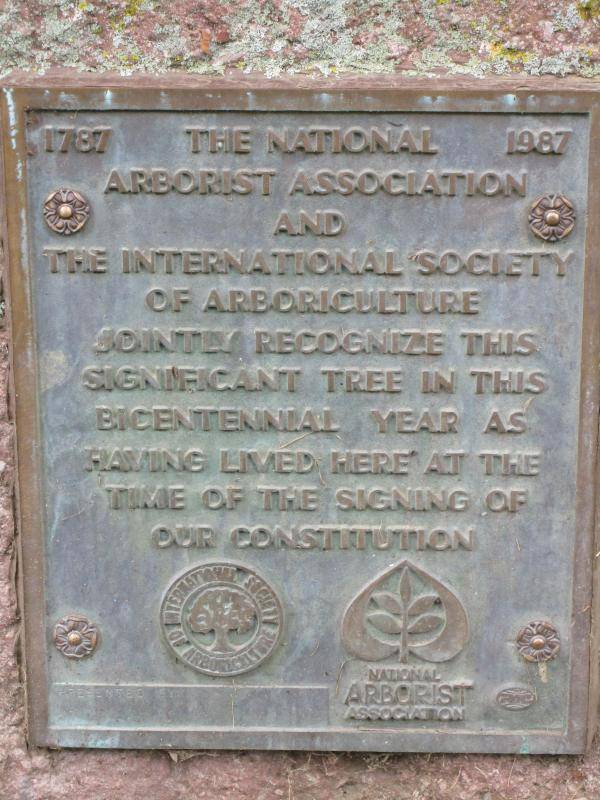 1787 THE NATIONAL 1987
ARBORIST ASSOCIATION
AND
THE INTERNATIONAL SOCIETY
OF ARBORICULTURE
JOINTLY RECOGNIZE THIS
SIGNIFICANT TREE IN THIS
BICENTENNIAL YEAR AS
HAVING LIVED HERE AT THE
TIME OF THE SIGNING OF
OUR CONSTITUTION
INTERNATIONAL SOCIETY
OF ARBORICULTURE
NATIONAL
ARBORIST
ASSOCIATION
PRESENTED